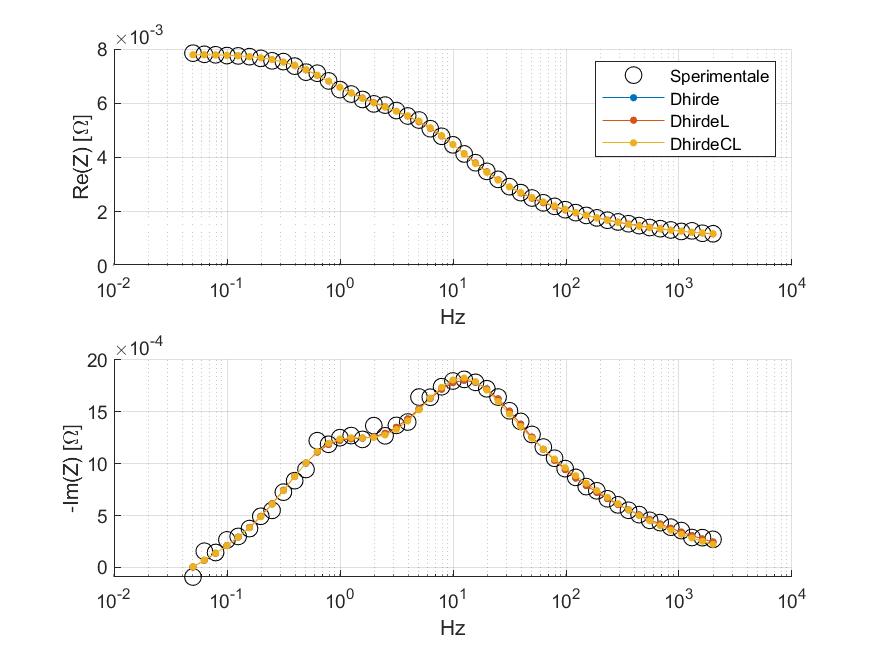 ×10⁻³
8
6
4
2
0
Re(Z) [Ω]
Sperimentale
Dhirde
DhirdeL
DhirdeCL
10⁻² 10⁻¹ 10⁰ 10¹ 10² 10³ 10⁴
Hz
×10⁻⁴
20
15
10
5
0
-Im(Z) [Ω]
10⁻² 10⁻¹ 10⁰ 10¹ 10² 10³ 10⁴
Hz